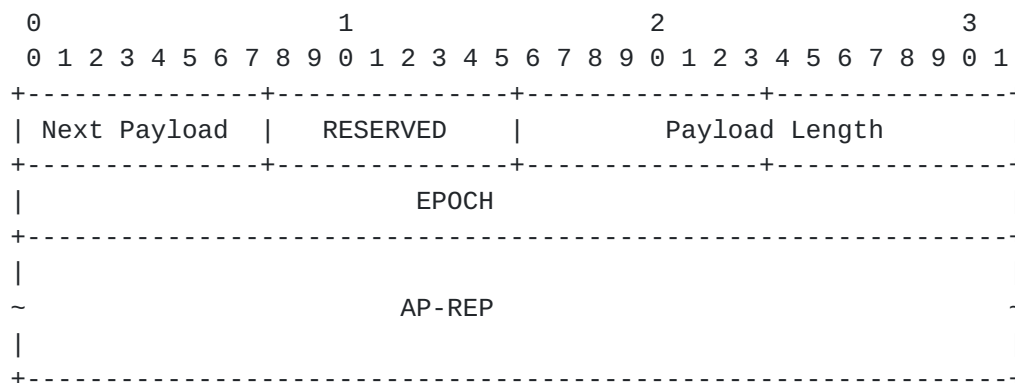 0                   1                   2                   3
0 1 2 3 4 5 6 7 8 9 0 1 2 3 4 5 6 7 8 9 0 1 2 3 4 5 6 7 8 9 0 1
+---------------+---------------+---------------+---------------+
| Next Payload  |   RESERVED    |         Payload Length
+---------------+---------------+---------------+---------------+
|                         EPOCH
+---------------------------------------------------------------+
|
~                        AP-REP                                 ~
|
+---------------------------------------------------------------+